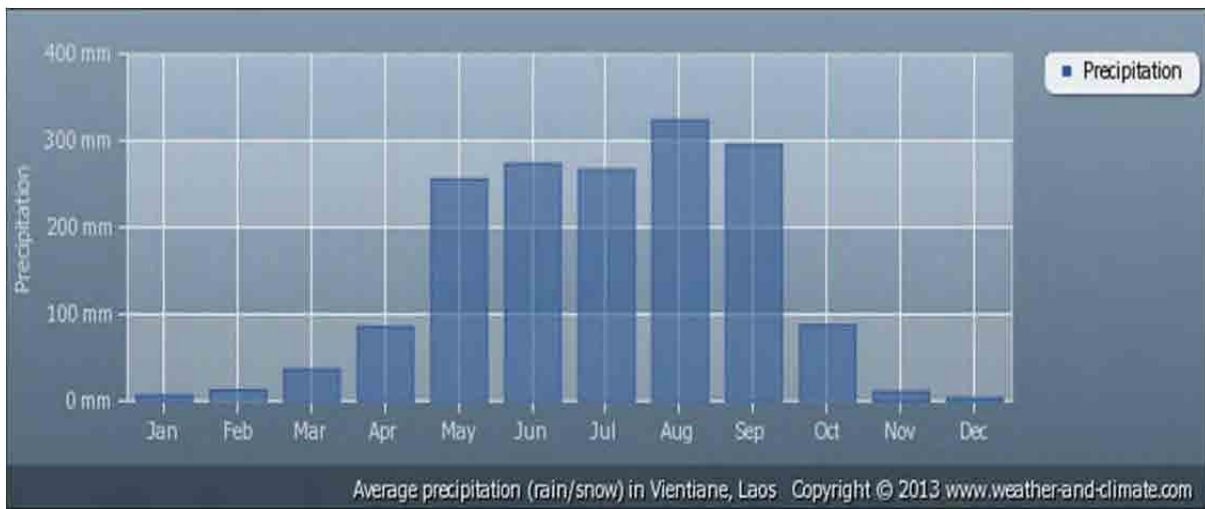 400 mm
Precipitation
300 mm
200 mm
100 mm
0 mm
Precipitation
Jan Feb Mar Apr May Jun Jul Aug Sep Oct Nov Dec
Average precipitation (rain/snow) in Vientiane, Laos Copyright © 2013 www.weather-and-climate.com